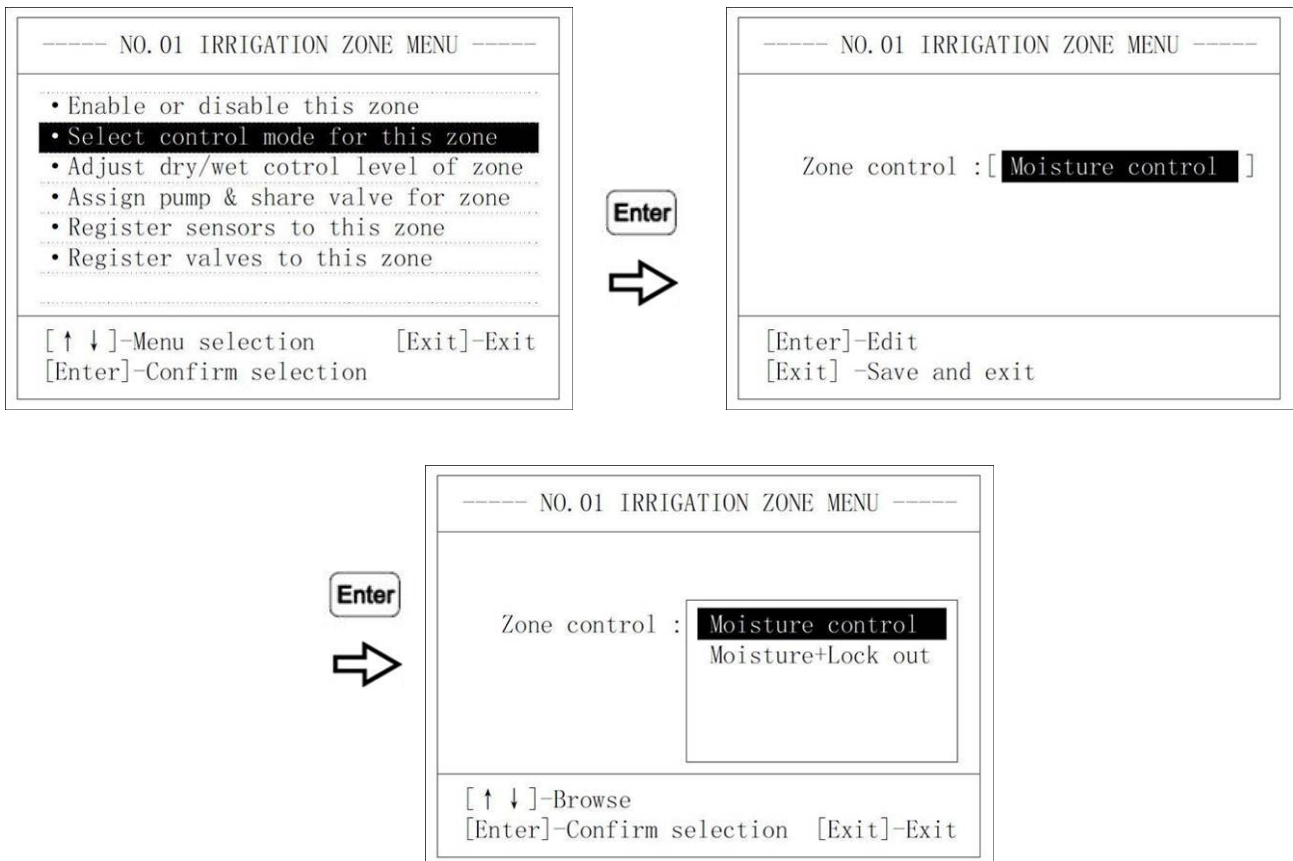 ----- NO.01 IRRIGATION ZONE MENU -----
•Enable or disable this zone
•Select control mode for this zone
•Adjust dry/wet cotrol level of zone
•Assign pump & share valve for zone
•Register sensors to this zone
•Register valves to this zone
[↑ ↓]-Menu selection [Exit]-Exit
[Enter]-Confirm selection
Enter
----- NO.01 IRRIGATION ZONE MENU -----
Zone control :[ Moisture control ]
[Enter]-Edit
[Exit] -Save and exit
Enter
----- NO.01 IRRIGATION ZONE MENU -----
Zone control : Moisture control
Moisture+Lock out
[↑ ↓]-Browse
[Enter]-Confirm selection [Exit]-Exit